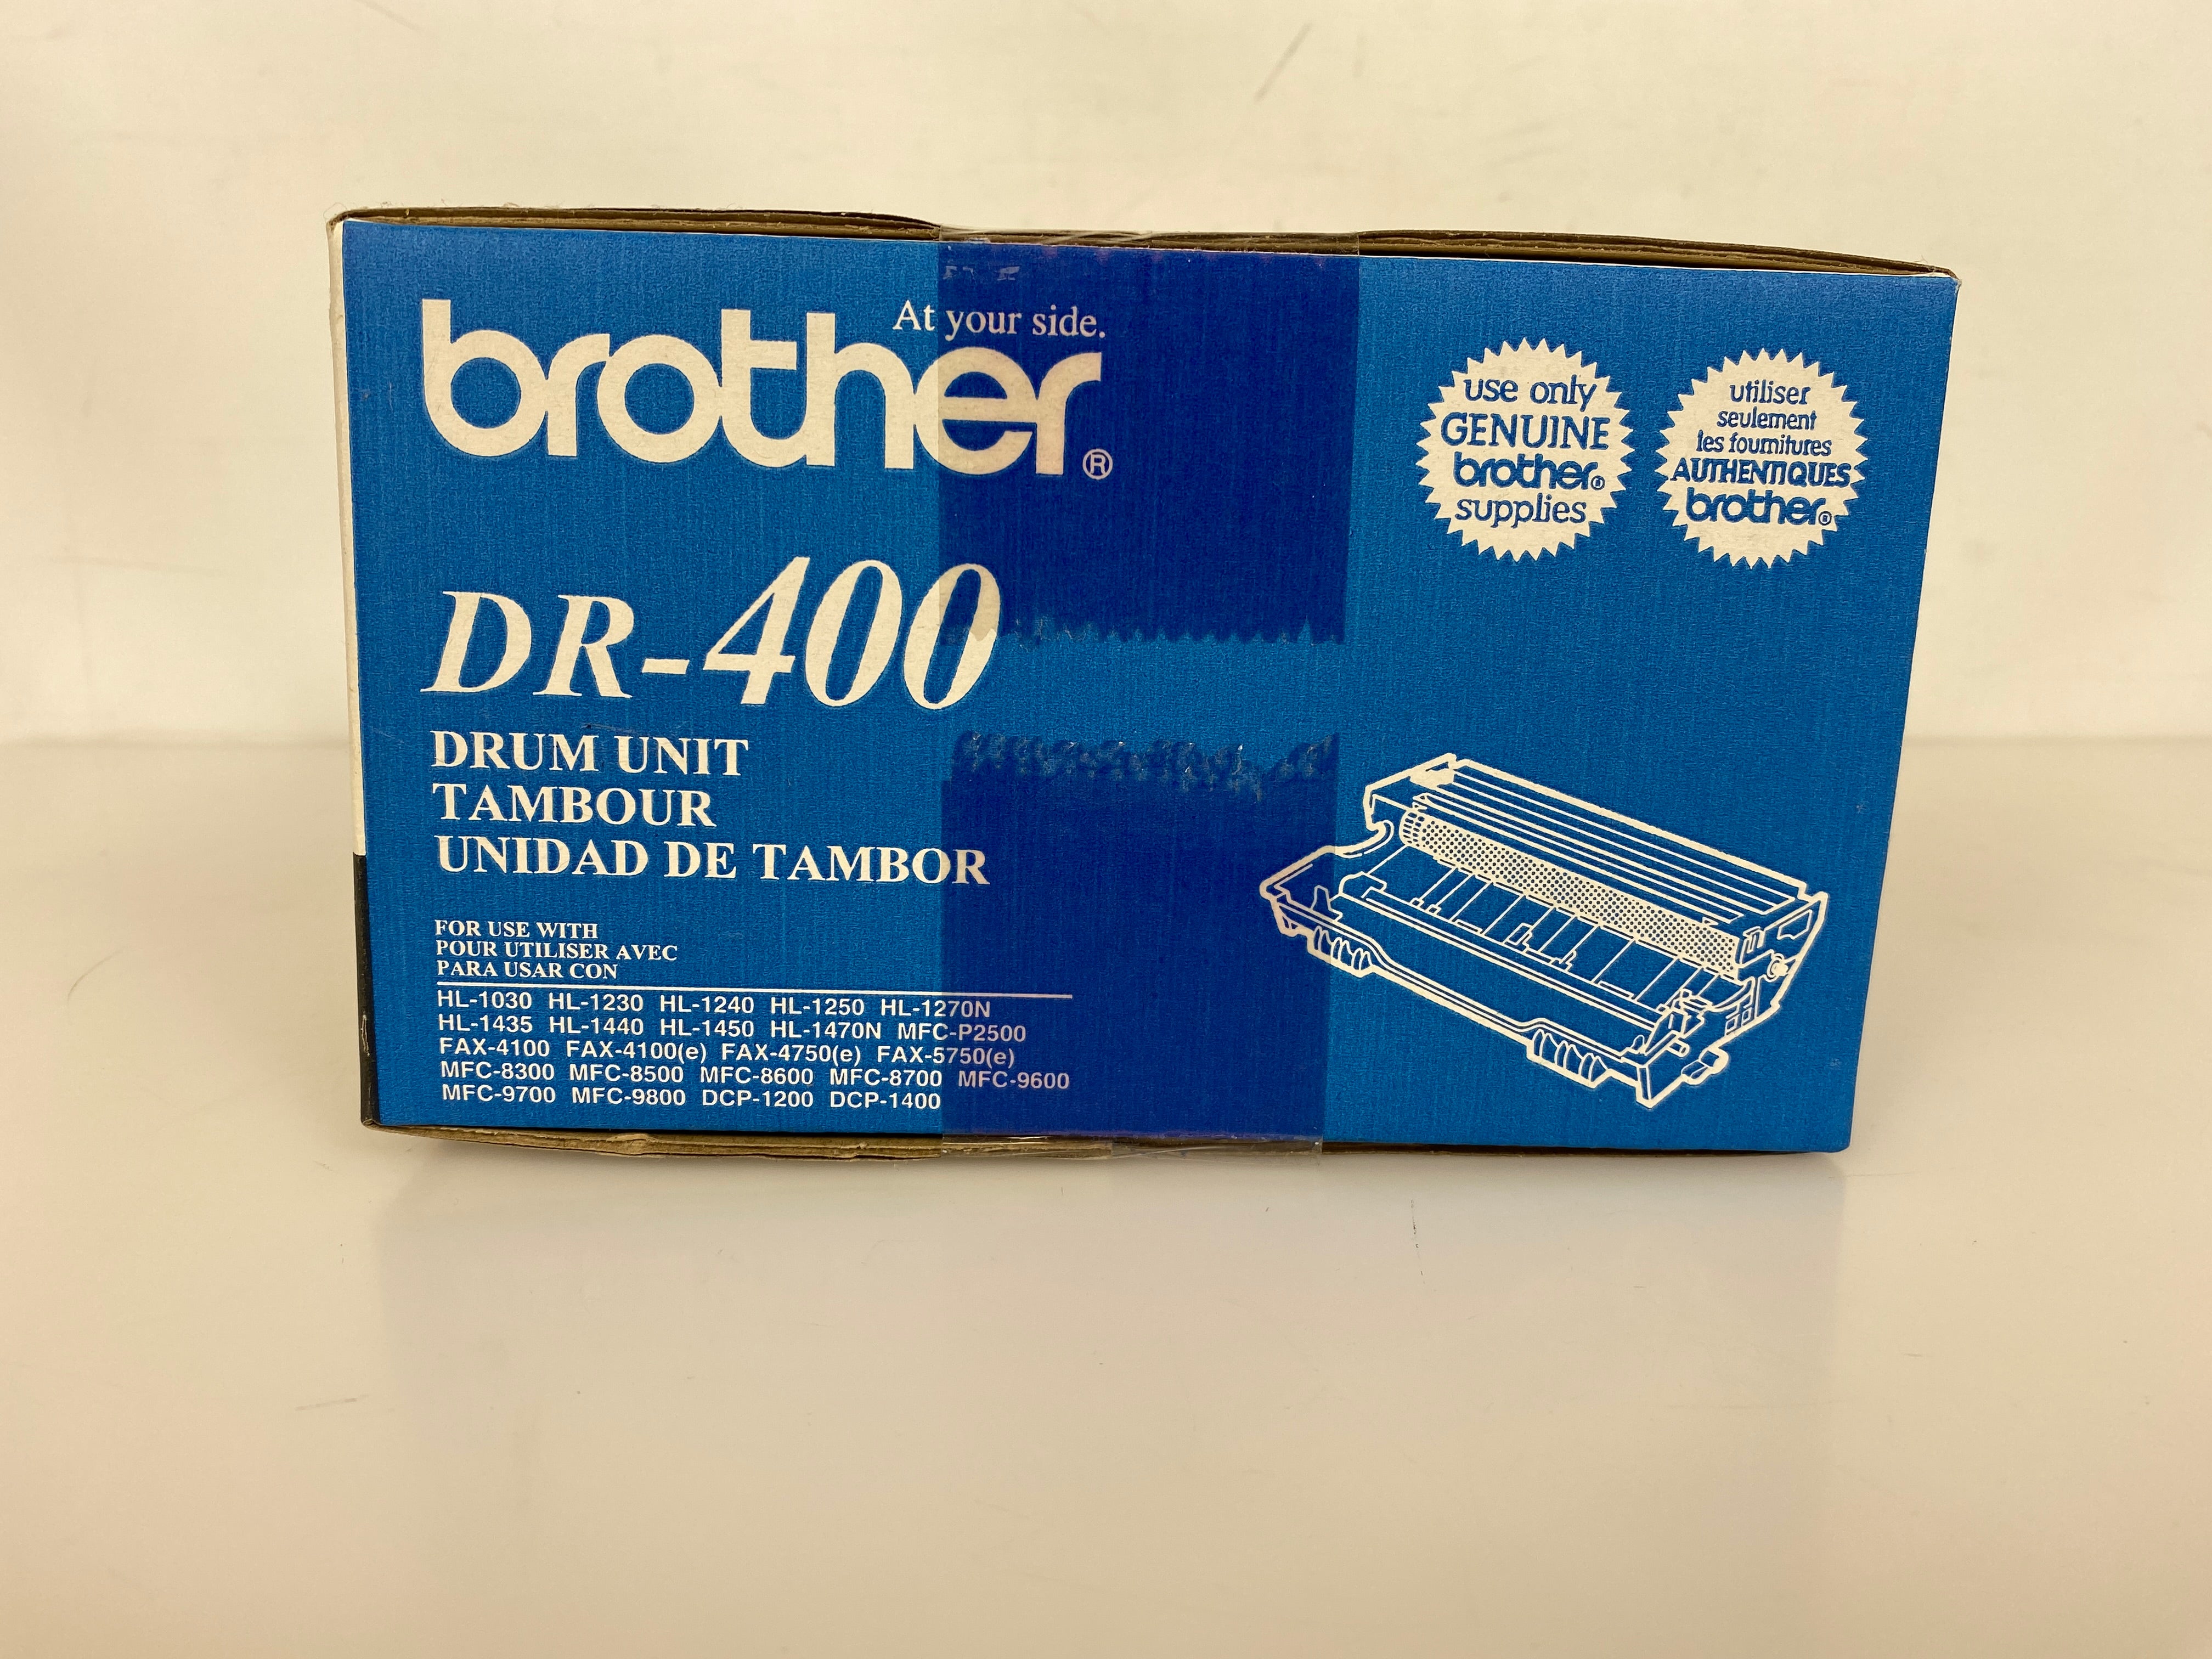 At your side.
brother®
DR-400
DRUM UNIT
TAMBOUR
UNIDAD DE TAMBOR
FOR USE WITH
POUR UTILISER AVEC
PARA USAR CON
HL-1030 HL-1230 HL-1240 HL-1250 HL-1270N
HL-1435 HL-1440 HL-1450 HL-1470N MFC-P2500
FAX-4100 FAX-4100(e) FAX-4750(e) FAX-5750(e)
MFC-8300 MFC-8500 MFC-8600 MFC-8700 MFC-9600
MFC-9700 MFC-9800 DCP-1200 DCP-1400
use only
GENUINE
brother®
supplies
utiliser
seulement
les fournitures
AUTHENTIQUES
brother®